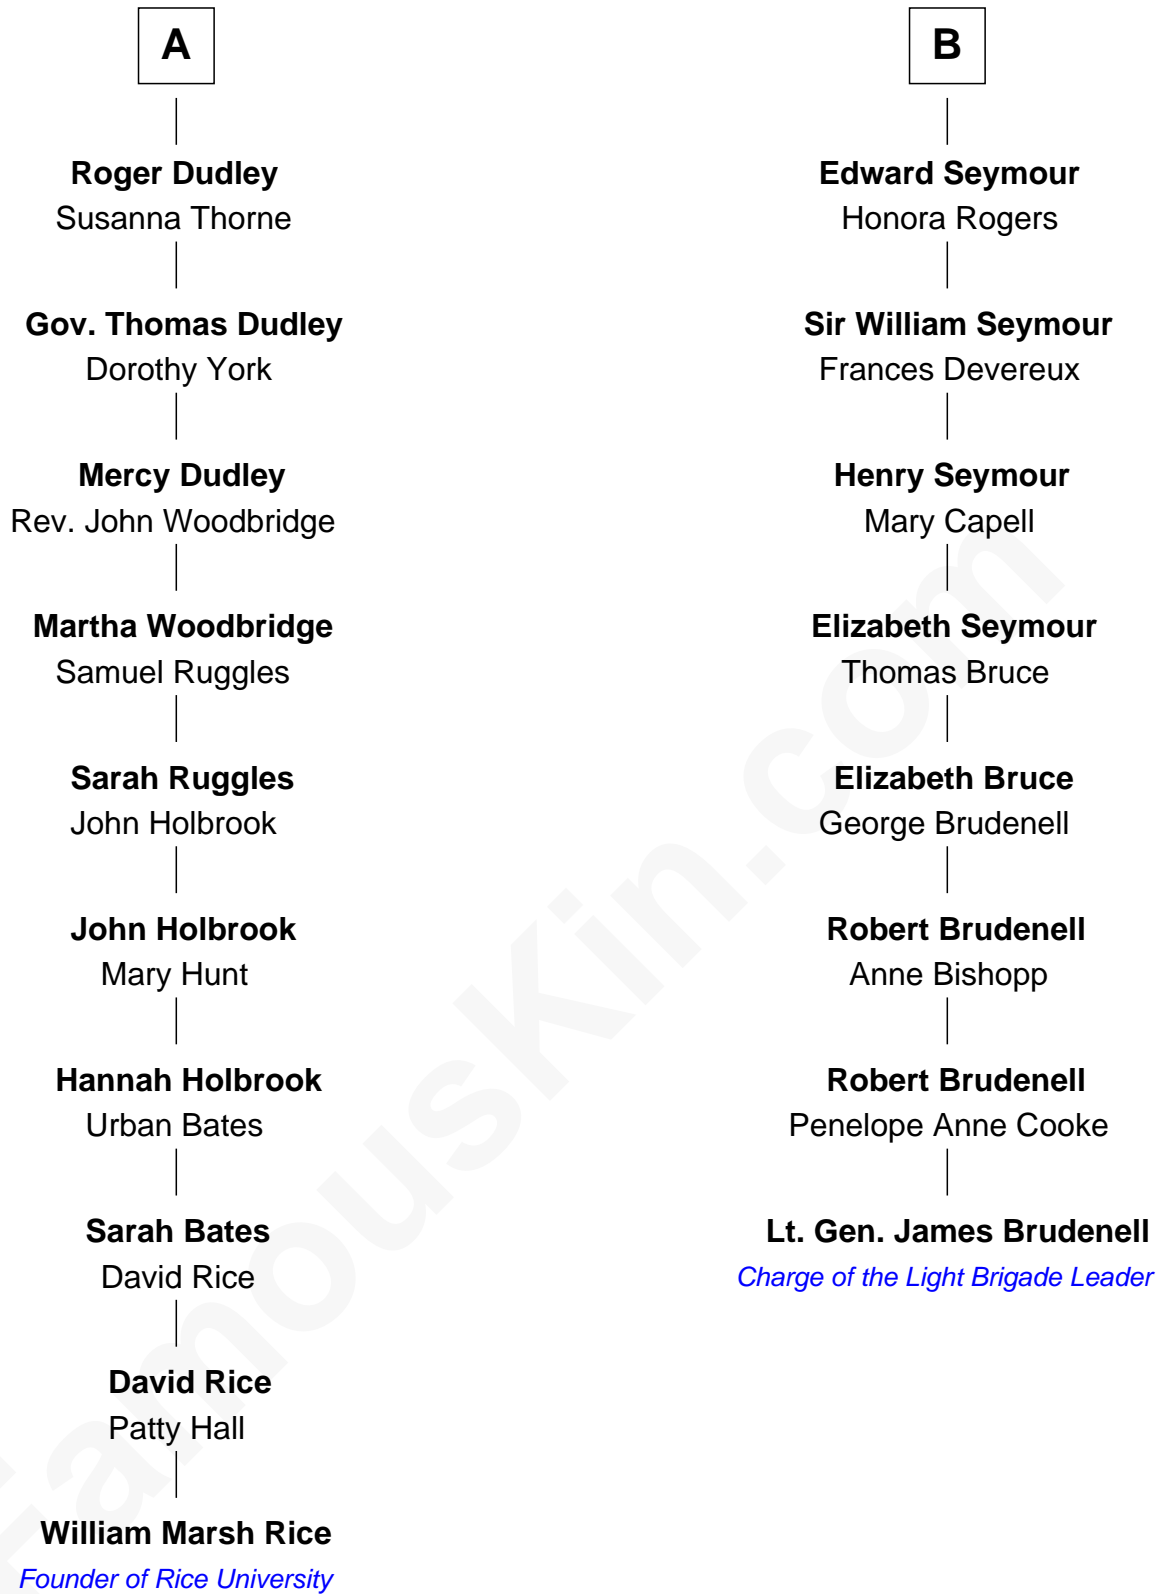 A
Roger Dudley
Susanna Thorne
Gov. Thomas Dudley
Dorothy York
Mercy Dudley
Rev. John Woodbridge
Martha Woodbridge
Samuel Ruggles
Sarah Ruggles
John Holbrook
John Holbrook
Mary Hunt
Hannah Holbrook
Urban Bates
Sarah Bates
David Rice
David Rice
Patty Hall
William Marsh Rice
Founder of Rice University
B
Edward Seymour
Honora Rogers
Sir William Seymour
Frances Devereux
Henry Seymour
Mary Capell
Elizabeth Seymour
Thomas Bruce
Elizabeth Bruce
George Brudenell
Robert Brudenell
Anne Bishopp
Robert Brudenell
Penelope Anne Cooke
Lt. Gen. James Brudenell
Charge of the Light Brigade Leader
FamousKin.com